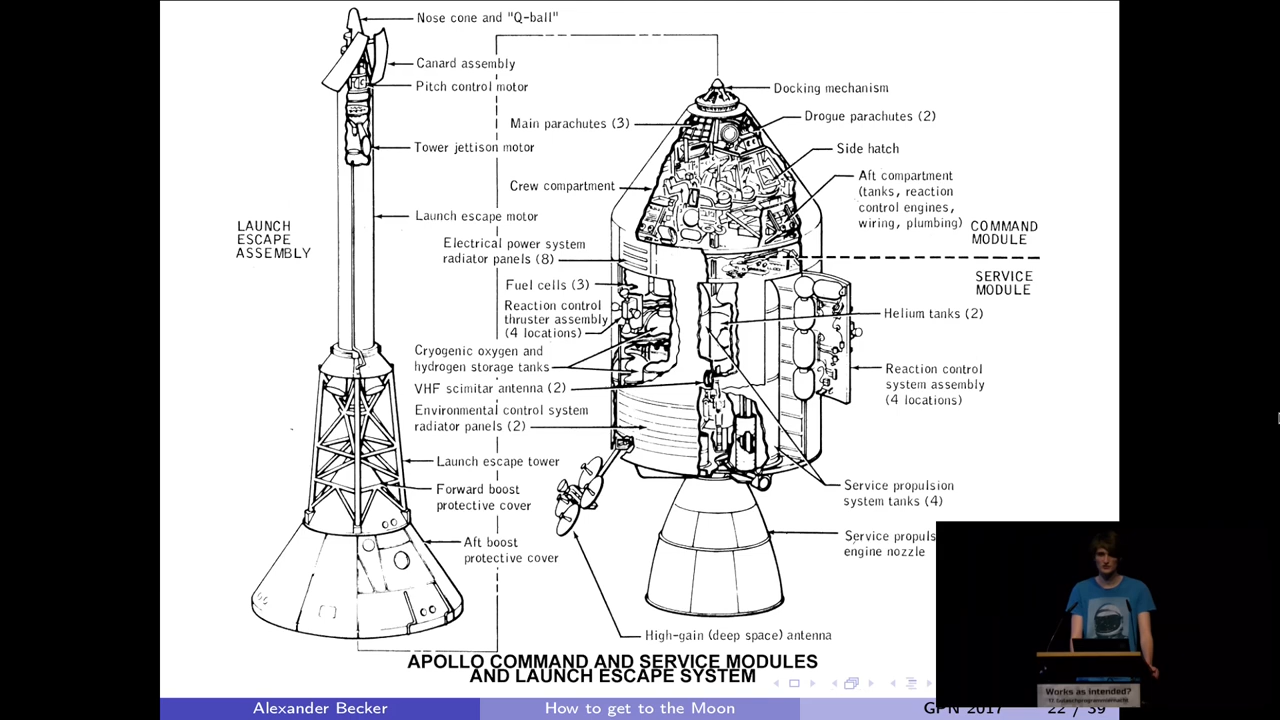 Nose cone and "Q-ball"
Canard assembly
Pitch control motor
Tower jettison motor
Launch escape motor
LAUNCH
ESCAPE
ASSEMBLY
Launch escape tower
Forward boost
protective cover
Aft boost
protective cover
Main parachutes (3)
Crew compartment
Electrical power system
radiator panels (8)
Fuel cells (3)
Reaction control
thruster assembly
(4 locations)
Cryogenic oxygen and
hydrogen storage tanks
VHF scimitar antenna (2)
Environmental control system
radiator panels (2)
Docking mechanism
Drogue parachutes (2)
Side hatch
Aft compartment
(tanks, reaction
control engines,
wiring, plumbing)
COMMAND
MODULE
SERVICE
MODULE
Helium tanks (2)
Reaction control
system assembly
(4 locations)
Service propulsion
system tanks (4)
Service propuls
engine nozzle
High-gain (deep space) antenna
APOLLO COMMAND AND SERVICE MODULES
AND LAUNCH ESCAPE SYSTEM
Alexander Becker
How to get to the Moon
GPN 2017
22 / 39
Works as intended?